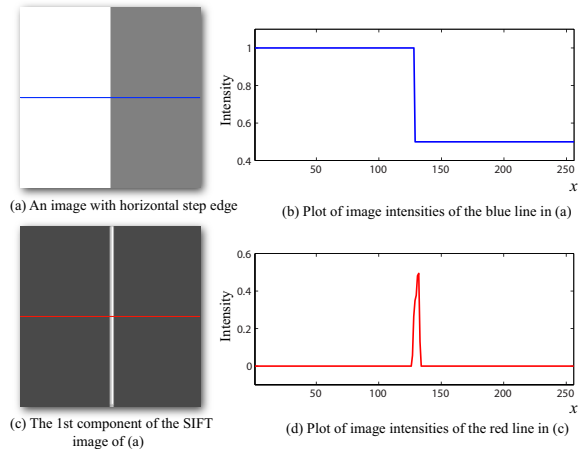 (a) An image with horizontal step edge
Intensity
1
0.8
0.6
0.4
50
100
150
200
250
x
(b) Plot of image intensities of the blue line in (a)
(c) The 1st component of the SIFT
image of (a)
Intensity
0.6
0.4
0.2
0
50
100
150
200
250
x
(d) Plot of image intensities of the red line in (c)